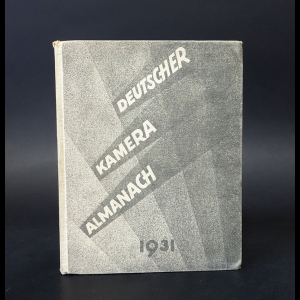 DEUTSCHER
KAMERA
ALMANACH
1931